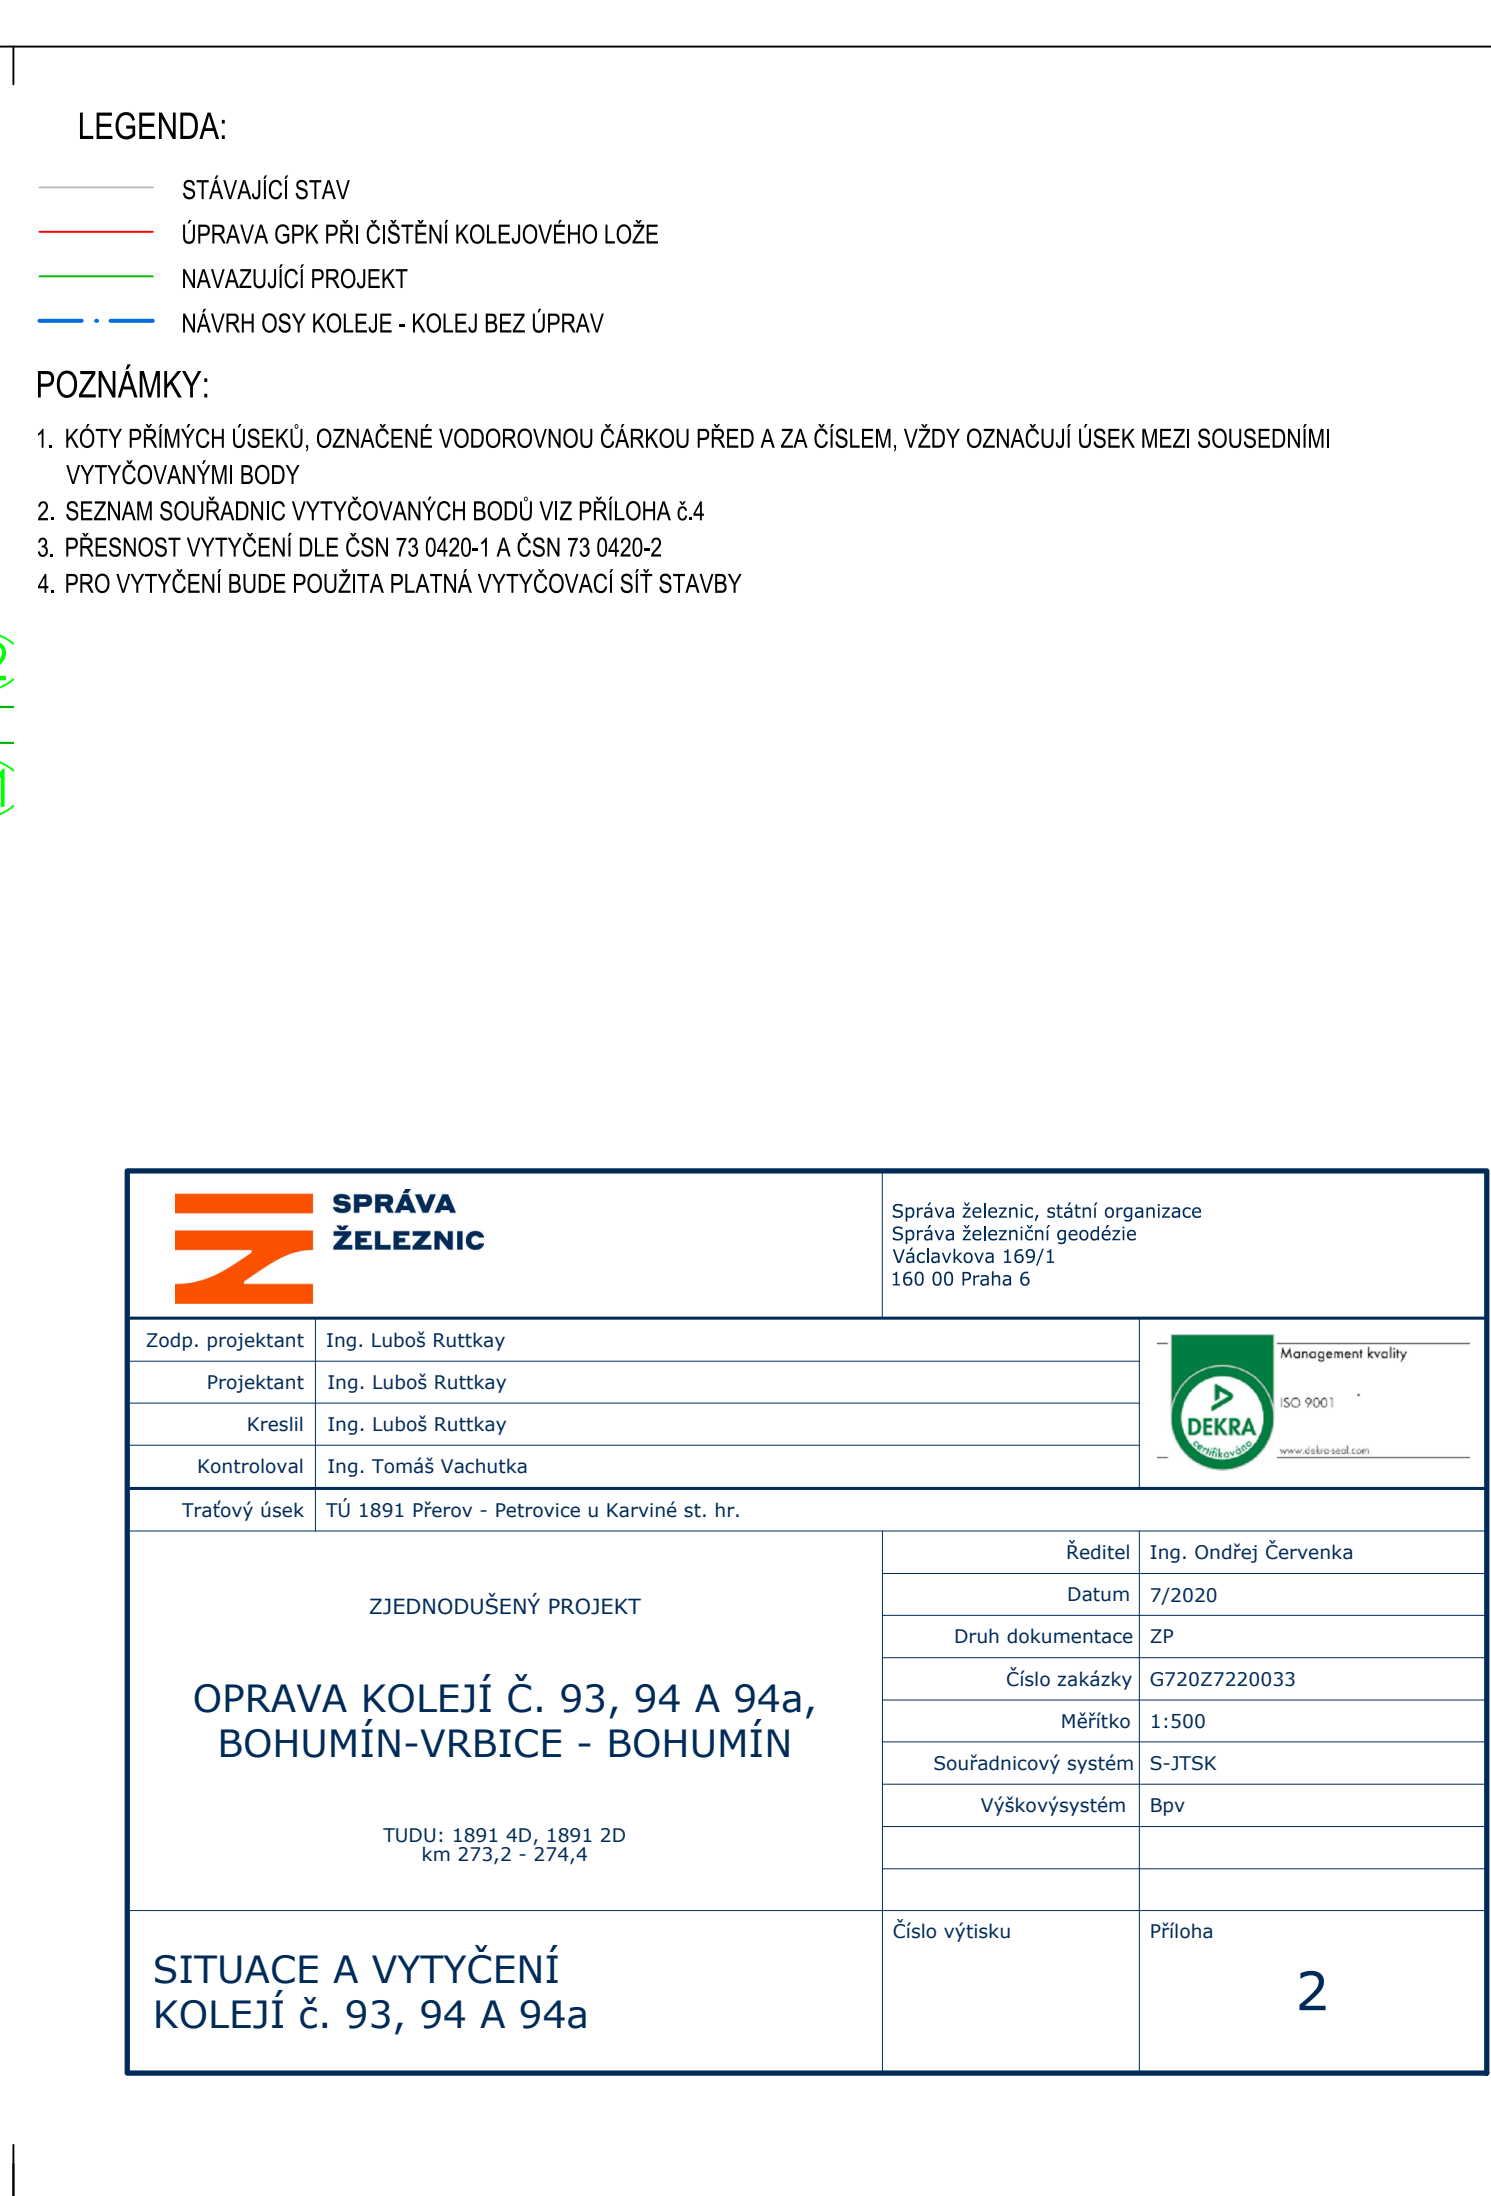 LEGENDA:
STÁVAJÍCÍ STAV
ÚPRAVA GPK PŘI ČIŠTĚNÍ KOLEJOVÉHO LOŽE
NAVAZUJÍCÍ PROJEKT
NÁVRH OSY KOLEJE - KOLEJ BEZ ÚPRAV
POZNÁMKY:
1. KÓTY PŘÍMÝCH ÚSEKŮ, OZNAČENÉ VODOROVNOU ČÁRKOU PŘED A ZA ČÍSLEM, VŽDY OZNAČUJÍ ÚSEK MEZI SOUSEDNÍMI
VYTYČOVANÝMI BODY
2. SEZNAM SOUŘADNIC VYTYČOVANÝCH BODŮ VIZ PŘÍLOHA č.4
3. PŘESNOST VYTYČENÍ DLE ČSN 73 0420-1 A ČSN 73 0420-2
4. PRO VYTYČENÍ BUDE POUŽITA PLATNÁ VYTYČOVACÍ SÍŤ STAVBY
2
1
SPRÁVA
ŽELEZNIC
Správa železnic, státní organizace
Správa železniční geodézie
Václavkova 169/1
160 00 Praha 6
Zodp. projektant Ing. Luboš Ruttkay
Projektant Ing. Luboš Ruttkay
Kreslil Ing. Luboš Ruttkay
Kontroloval Ing. Tomáš Vachutka
Management kvality
ISO 9001
DEKRA
certifikováno
www.dekra-seal.com
Traťový úsek TÚ 1891 Přerov - Petrovice u Karviné st. hr.
ZJEDNODUŠENÝ PROJEKT
OPRAVA KOLEJÍ Č. 93, 94 A 94a,
BOHUMÍN-VRBICE - BOHUMÍN
TUDU: 1891 4D, 1891 2D
km 273,2 - 274,4
Ředitel Ing. Ondřej Červenka
Datum 7/2020
Druh dokumentace ZP
Číslo zakázky G720Z7220033
Měřítko 1:500
Souřadnicový systém S-JTSK
Výškovýsystém Bpv
SITUACE A VYTYČENÍ
KOLEJÍ č. 93, 94 A 94a
Číslo výtisku
Příloha
2